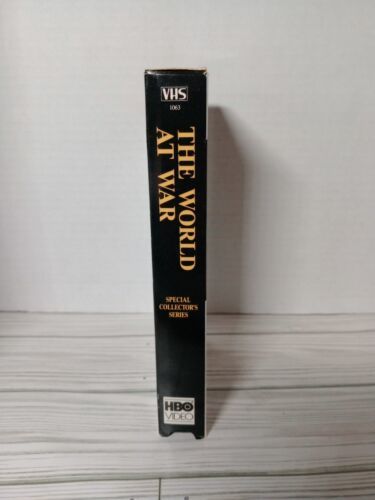 VHS
1063
THE WORLD
AT WAR
SPECIAL
COLLECTOR'S
SERIES
HBO
VIDEO